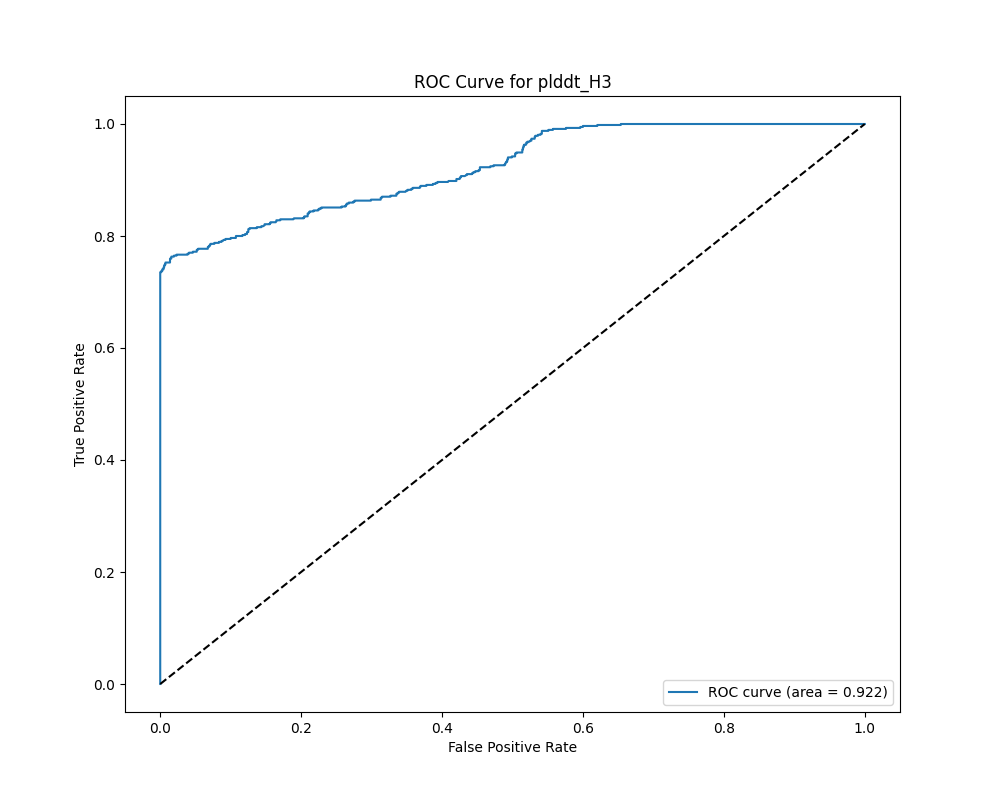 ROC Curve for plddt_H3
True Positive Rate
1.0
0.8
0.6
0.4
0.2
0.0
ROC curve (area = 0.922)
0.0 0.2 0.4 0.6 0.8 1.0
False Positive Rate